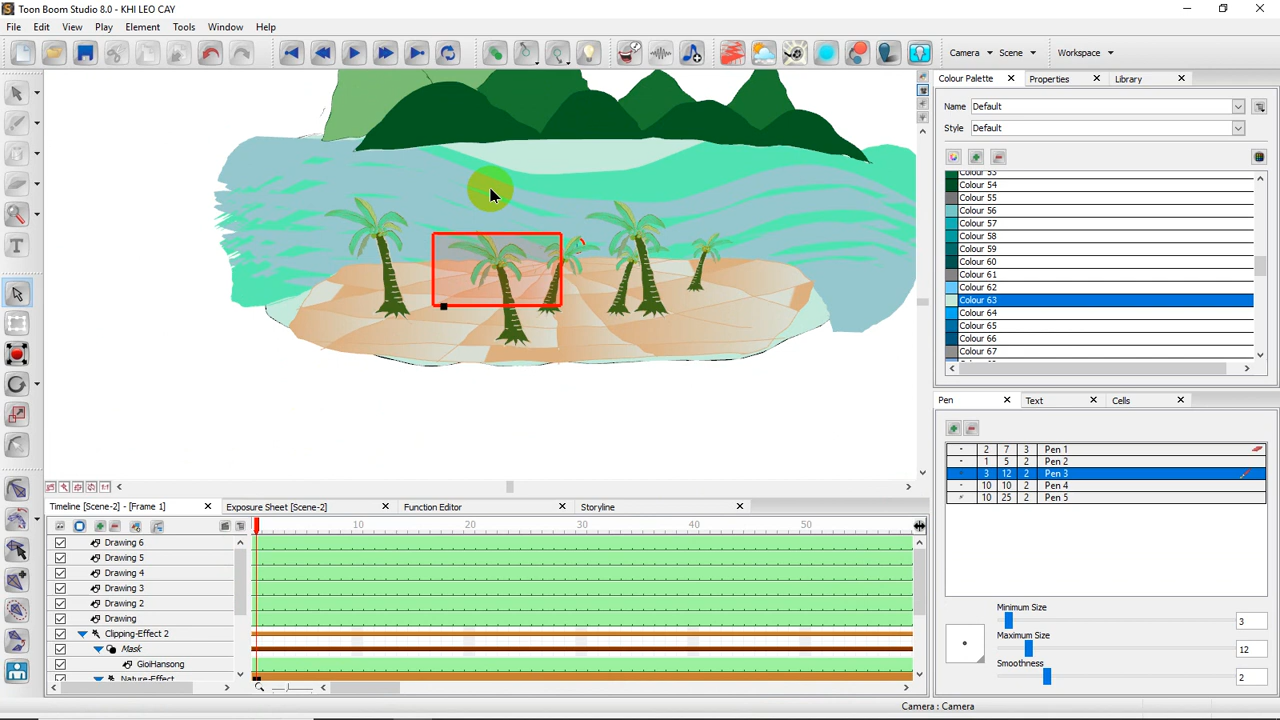 Toon Boom Studio 8.0 - KHI LEO CAY
File Edit View Play Element Tools Window Help
Camera Scene Workspace
Colour Palette Properties Library
Name Default
Style Default
Colour 53
Colour 54
Colour 55
Colour 56
Colour 57
Colour 58
Colour 59
Colour 60
Colour 61
Colour 62
Colour 63
Colour 64
Colour 65
Colour 66
Colour 67
Pen Text Cells
2 7 3 Pen 1
1 5 2 Pen 2
3 12 2 Pen 3
10 10 2 Pen 4
10 25 2 Pen 5
Minimum Size
3
Maximum Size
12
Smoothness
2
Timeline [Scene-2] - [Frame 1] Exposure Sheet [Scene-2] Function Editor Storyline
10 20 30 40 50
Drawing 6
Drawing 5
Drawing 4
Drawing 3
Drawing 2
Drawing
Clipping-Effect 2
Mask
GioiHansong
Nature-Effect
Camera : Camera